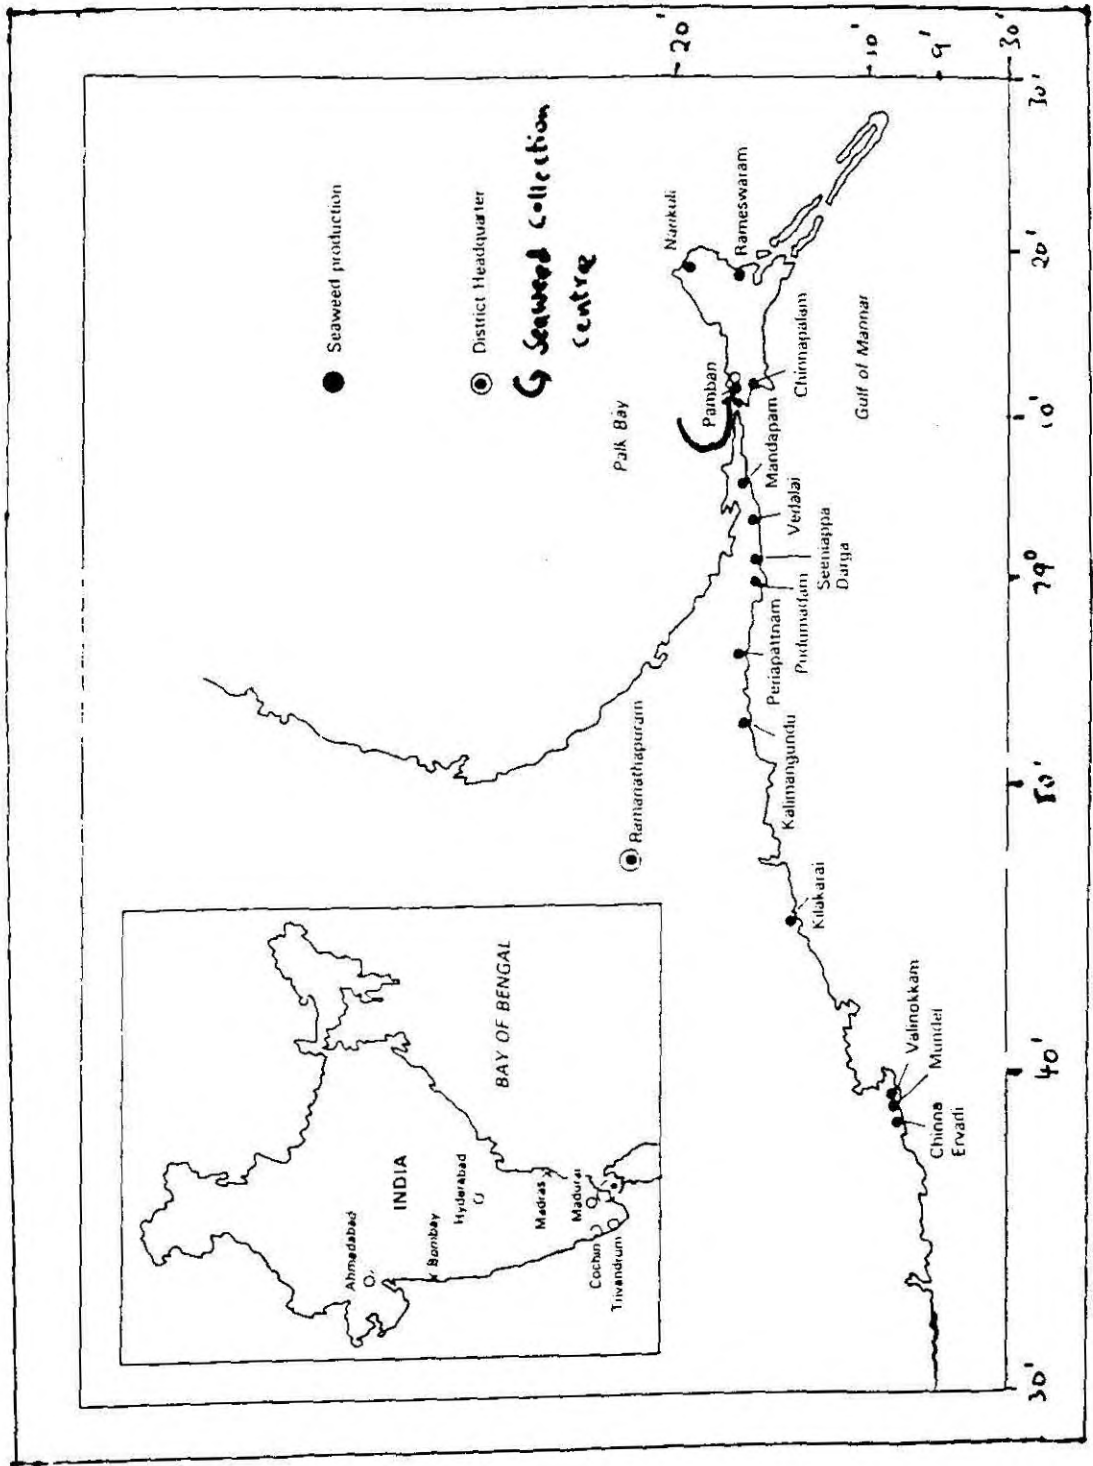 Seaweed production
District Headquarter
Seaweed Collection
Centre
20'
10'
9'
30'
30'
20'
10'
79°
50'
40'
30'
Palk Bay
Gulf of Mannar
Narikuli
Rameswaram
Pamban
Chinnapalam
Mandapam
Vedalai
Seeniappa
Darga
Pudumadam
Periapattnam
Kalimangundu
Ramanathapuram
Kilakarai
Valinokkam
Mundel
Chinna
Ervadi
BAY OF BENGAL
INDIA
Ahmedabad
Bombay
Hyderabad
Madras
Madurai
Cochin
Trivandrum